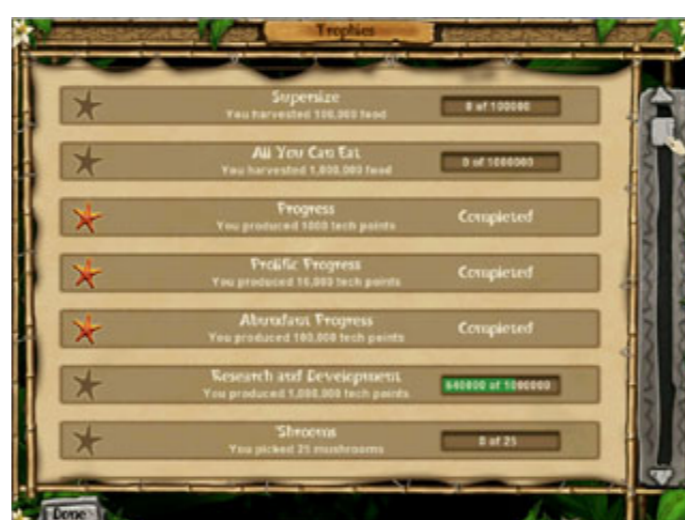 Trophies
Supersize
You harvested 100,000 food
0 of 100000
All You Can Eat
You harvested 1,000,000 food
0 of 1000000
Progress
You produced 1000 tech points
Completed
Prolific Progress
You produced 10,000 tech points
Completed
Abundant Progress
You produced 100,000 tech points
Completed
Research and Development
You produced 1,000,000 tech points
640800 of 1000000
Shrooms
You picked 25 mushrooms
0 of 25
Done